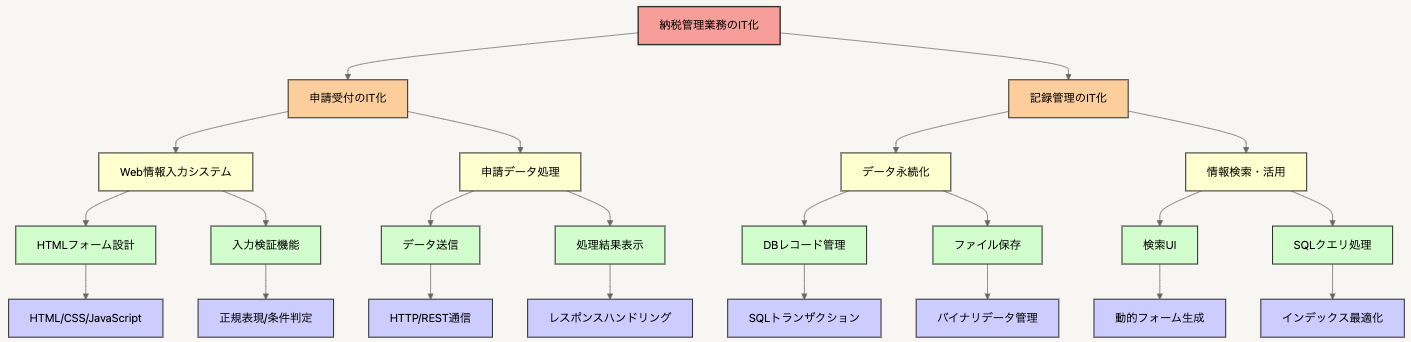 納税管理業務のIT化
申請受付のIT化
記録管理のIT化
Web情報入力システム
申請データ処理
データ永続化
情報検索・活用
HTMLフォーム設計
入力検証機能
データ送信
処理結果表示
DBレコード管理
ファイル保存
検索UI
SQLクエリ処理
HTML/CSS/JavaScript
正規表現/条件判定
HTTP/REST通信
レスポンスハンドリング
SQLトランザクション
バイナリデータ管理
動的フォーム生成
インデックス最適化